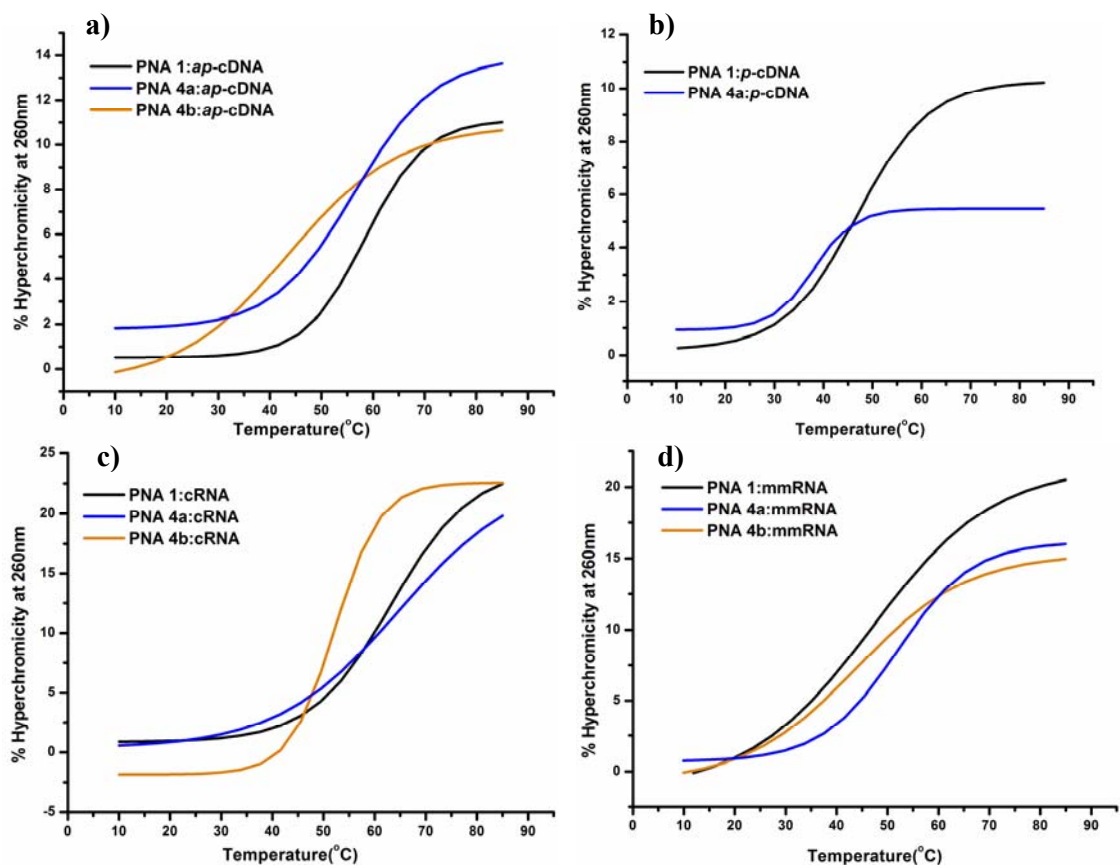 a)
PNA 1:ap-cDNA
PNA 4a:ap-cDNA
PNA 4b:ap-cDNA
% Hyperchromicity at 260nm
14
12
10
8
6
4
2
0
0 10 20 30 40 50 60 70 80 90
Temperature(°C)
b)
PNA 1:p-cDNA
PNA 4a:p-cDNA
% Hyperchromicity at 260nm
10
8
6
4
2
0
0 10 20 30 40 50 60 70 80 90
Temperature(°C)
c)
PNA 1:cRNA
PNA 4a:cRNA
PNA 4b:cRNA
% Hyperchromicity at 260nm
25
20
15
10
5
0
-5
0 10 20 30 40 50 60 70 80 90
Temperature(°C)
d)
PNA 1:mmRNA
PNA 4a:mmRNA
PNA 4b:mmRNA
% Hyperchromicity at 260nm
20
15
10
5
0
0 10 20 30 40 50 60 70 80 90
Temperature(°C)